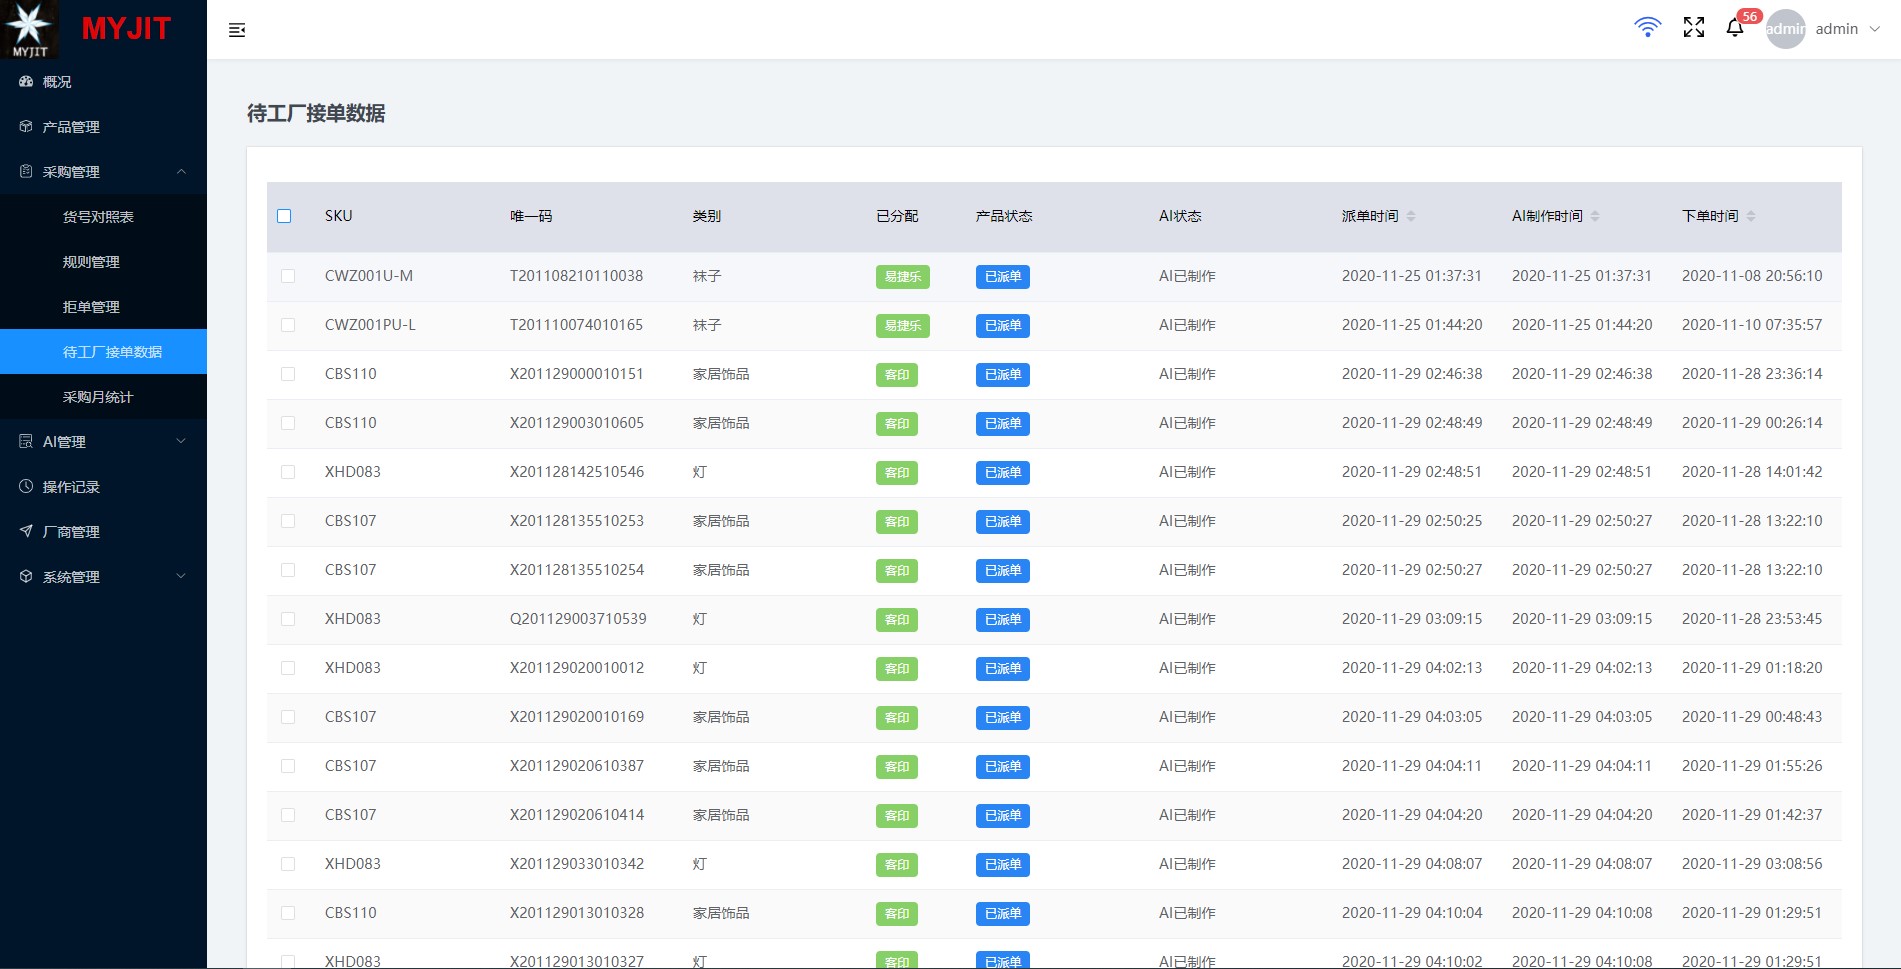 MYJIT
MYJIT
56
admin
admin
概况
产品管理
采购管理
货号对照表
规则管理
拒单管理
待工厂接单数据
采购月统计
AI管理
操作记录
厂商管理
系统管理
待工厂接单数据
SKU 唯一码 类别 已分配 产品状态 AI状态 派单时间 AI制作时间 下单时间
CWZ001U-M T201108210110038 袜子 易捷乐 已派单 AI已制作 2020-11-25 01:37:31 2020-11-25 01:37:31 2020-11-08 20:56:10
CWZ001PU-L T201110074010165 袜子 易捷乐 已派单 AI已制作 2020-11-25 01:44:20 2020-11-25 01:44:20 2020-11-10 07:35:57
CBS110 X201129000010151 家居饰品 客印 已派单 AI已制作 2020-11-29 02:46:38 2020-11-29 02:46:38 2020-11-28 23:36:14
CBS110 X201129003010605 家居饰品 客印 已派单 AI已制作 2020-11-29 02:48:49 2020-11-29 02:48:49 2020-11-29 00:26:14
XHD083 X201128142510546 灯 客印 已派单 AI已制作 2020-11-29 02:48:51 2020-11-29 02:48:51 2020-11-28 14:01:42
CBS107 X201128135510253 家居饰品 客印 已派单 AI已制作 2020-11-29 02:50:25 2020-11-29 02:50:27 2020-11-28 13:22:10
CBS107 X201128135510254 家居饰品 客印 已派单 AI已制作 2020-11-29 02:50:27 2020-11-29 02:50:27 2020-11-28 13:22:10
XHD083 Q201129003710539 灯 客印 已派单 AI已制作 2020-11-29 03:09:15 2020-11-29 03:09:15 2020-11-28 23:53:45
XHD083 X201129020010012 灯 客印 已派单 AI已制作 2020-11-29 04:02:13 2020-11-29 04:02:13 2020-11-29 01:18:20
CBS107 X201129020010169 家居饰品 客印 已派单 AI已制作 2020-11-29 04:03:05 2020-11-29 04:03:05 2020-11-29 00:48:43
CBS107 X201129020610387 家居饰品 客印 已派单 AI已制作 2020-11-29 04:04:11 2020-11-29 04:04:11 2020-11-29 01:55:26
CBS107 X201129020610414 家居饰品 客印 已派单 AI已制作 2020-11-29 04:04:20 2020-11-29 04:04:20 2020-11-29 01:42:37
XHD083 X201129033010342 灯 客印 已派单 AI已制作 2020-11-29 04:08:07 2020-11-29 04:08:07 2020-11-29 03:08:56
CBS110 X201129013010328 家居饰品 客印 已派单 AI已制作 2020-11-29 04:10:04 2020-11-29 04:10:08 2020-11-29 01:29:51
XHD083 X201129013010327 灯 客印 已派单 AI已制作 2020-11-29 04:10:02 2020-11-29 04:10:08 2020-11-29 01:29:51